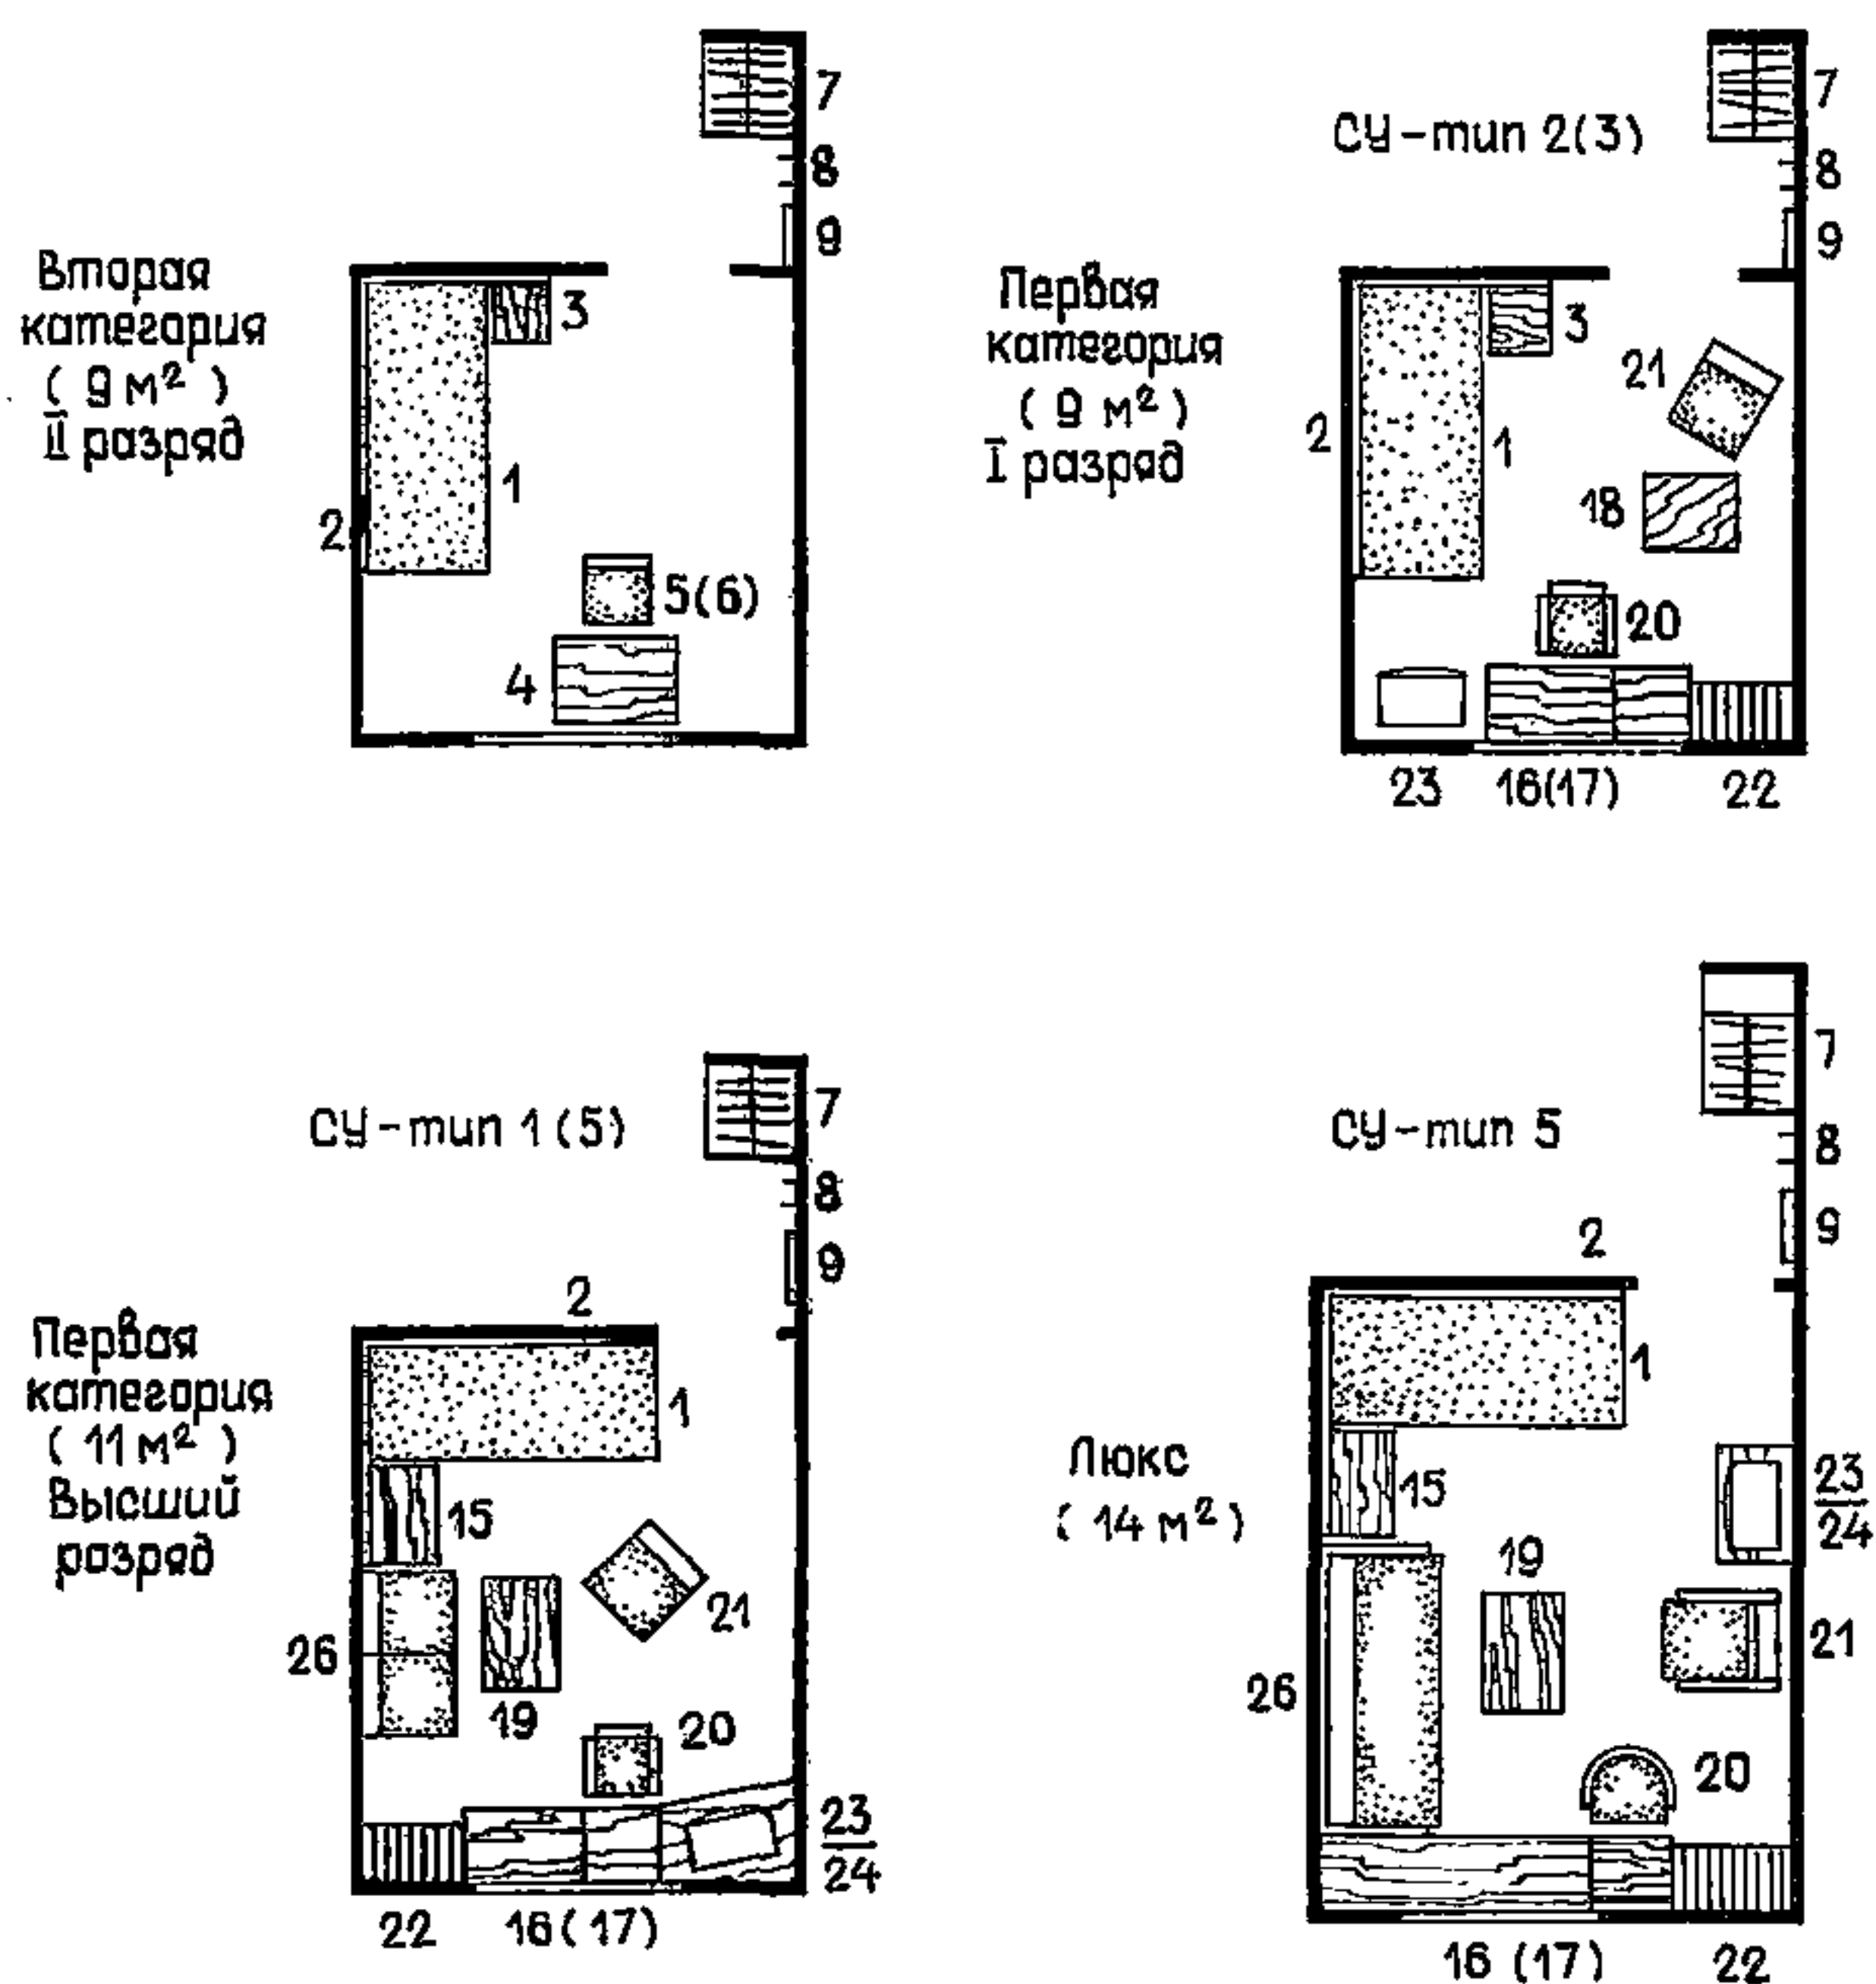 Вторая
категория
( 9 м² )
II разряд
7
8
9
3
1
2
5(6)
4
СУ-тип 2(3)
Первая
категория
( 9 м² )
I разряд
7
8
9
3
21
2
1
18
20
23
16(17)
22
СУ-тип 1(5)
Первая
категория
( 11 м² )
Высший
разряд
7
8
9
2
1
15
21
26
19
20
23
24
22
16(17)
СУ-тип 5
Люкс
( 14 м² )
7
8
9
2
1
15
23
24
19
21
26
20
16 (17)
22